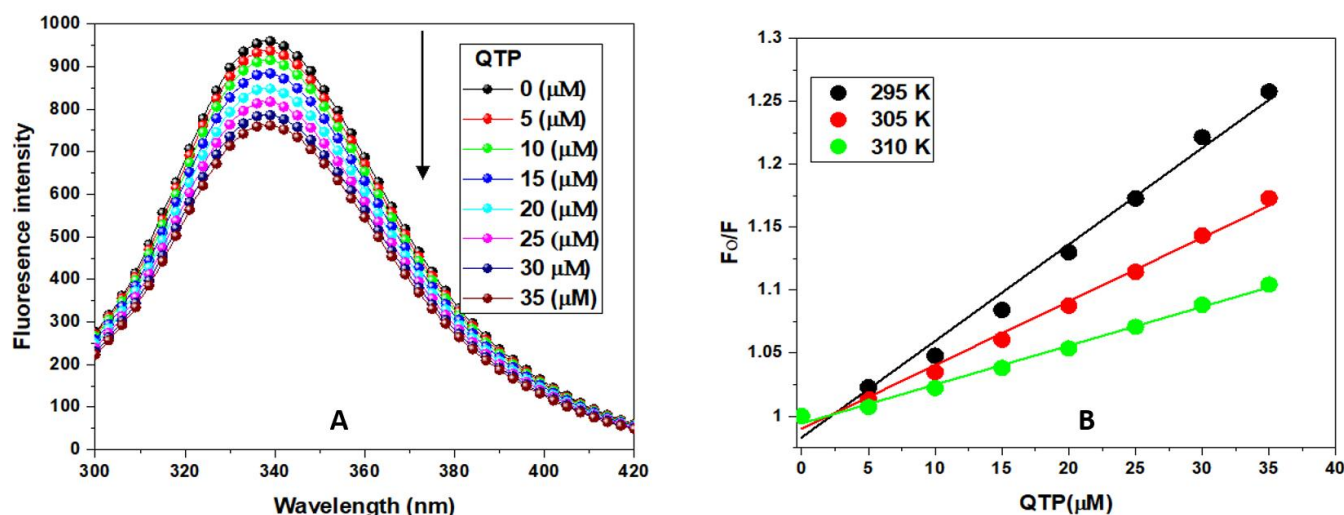 1000
900
800
700
600
500
400
300
200
100
0
Fluoresence intensity
300
320
340
360
380
400
420
Wavelength (nm)
QTP
0 (μM)
5 (μM)
10 (μM)
15 (μM)
20 (μM)
25 (μM)
30 μM)
35 (μM)
A
1.3
1.25
1.2
1.15
1.1
1.05
1
F₀/F
0
5
10
15
20
25
30
35
40
QTP(μM)
295 K
305 K
310 K
B